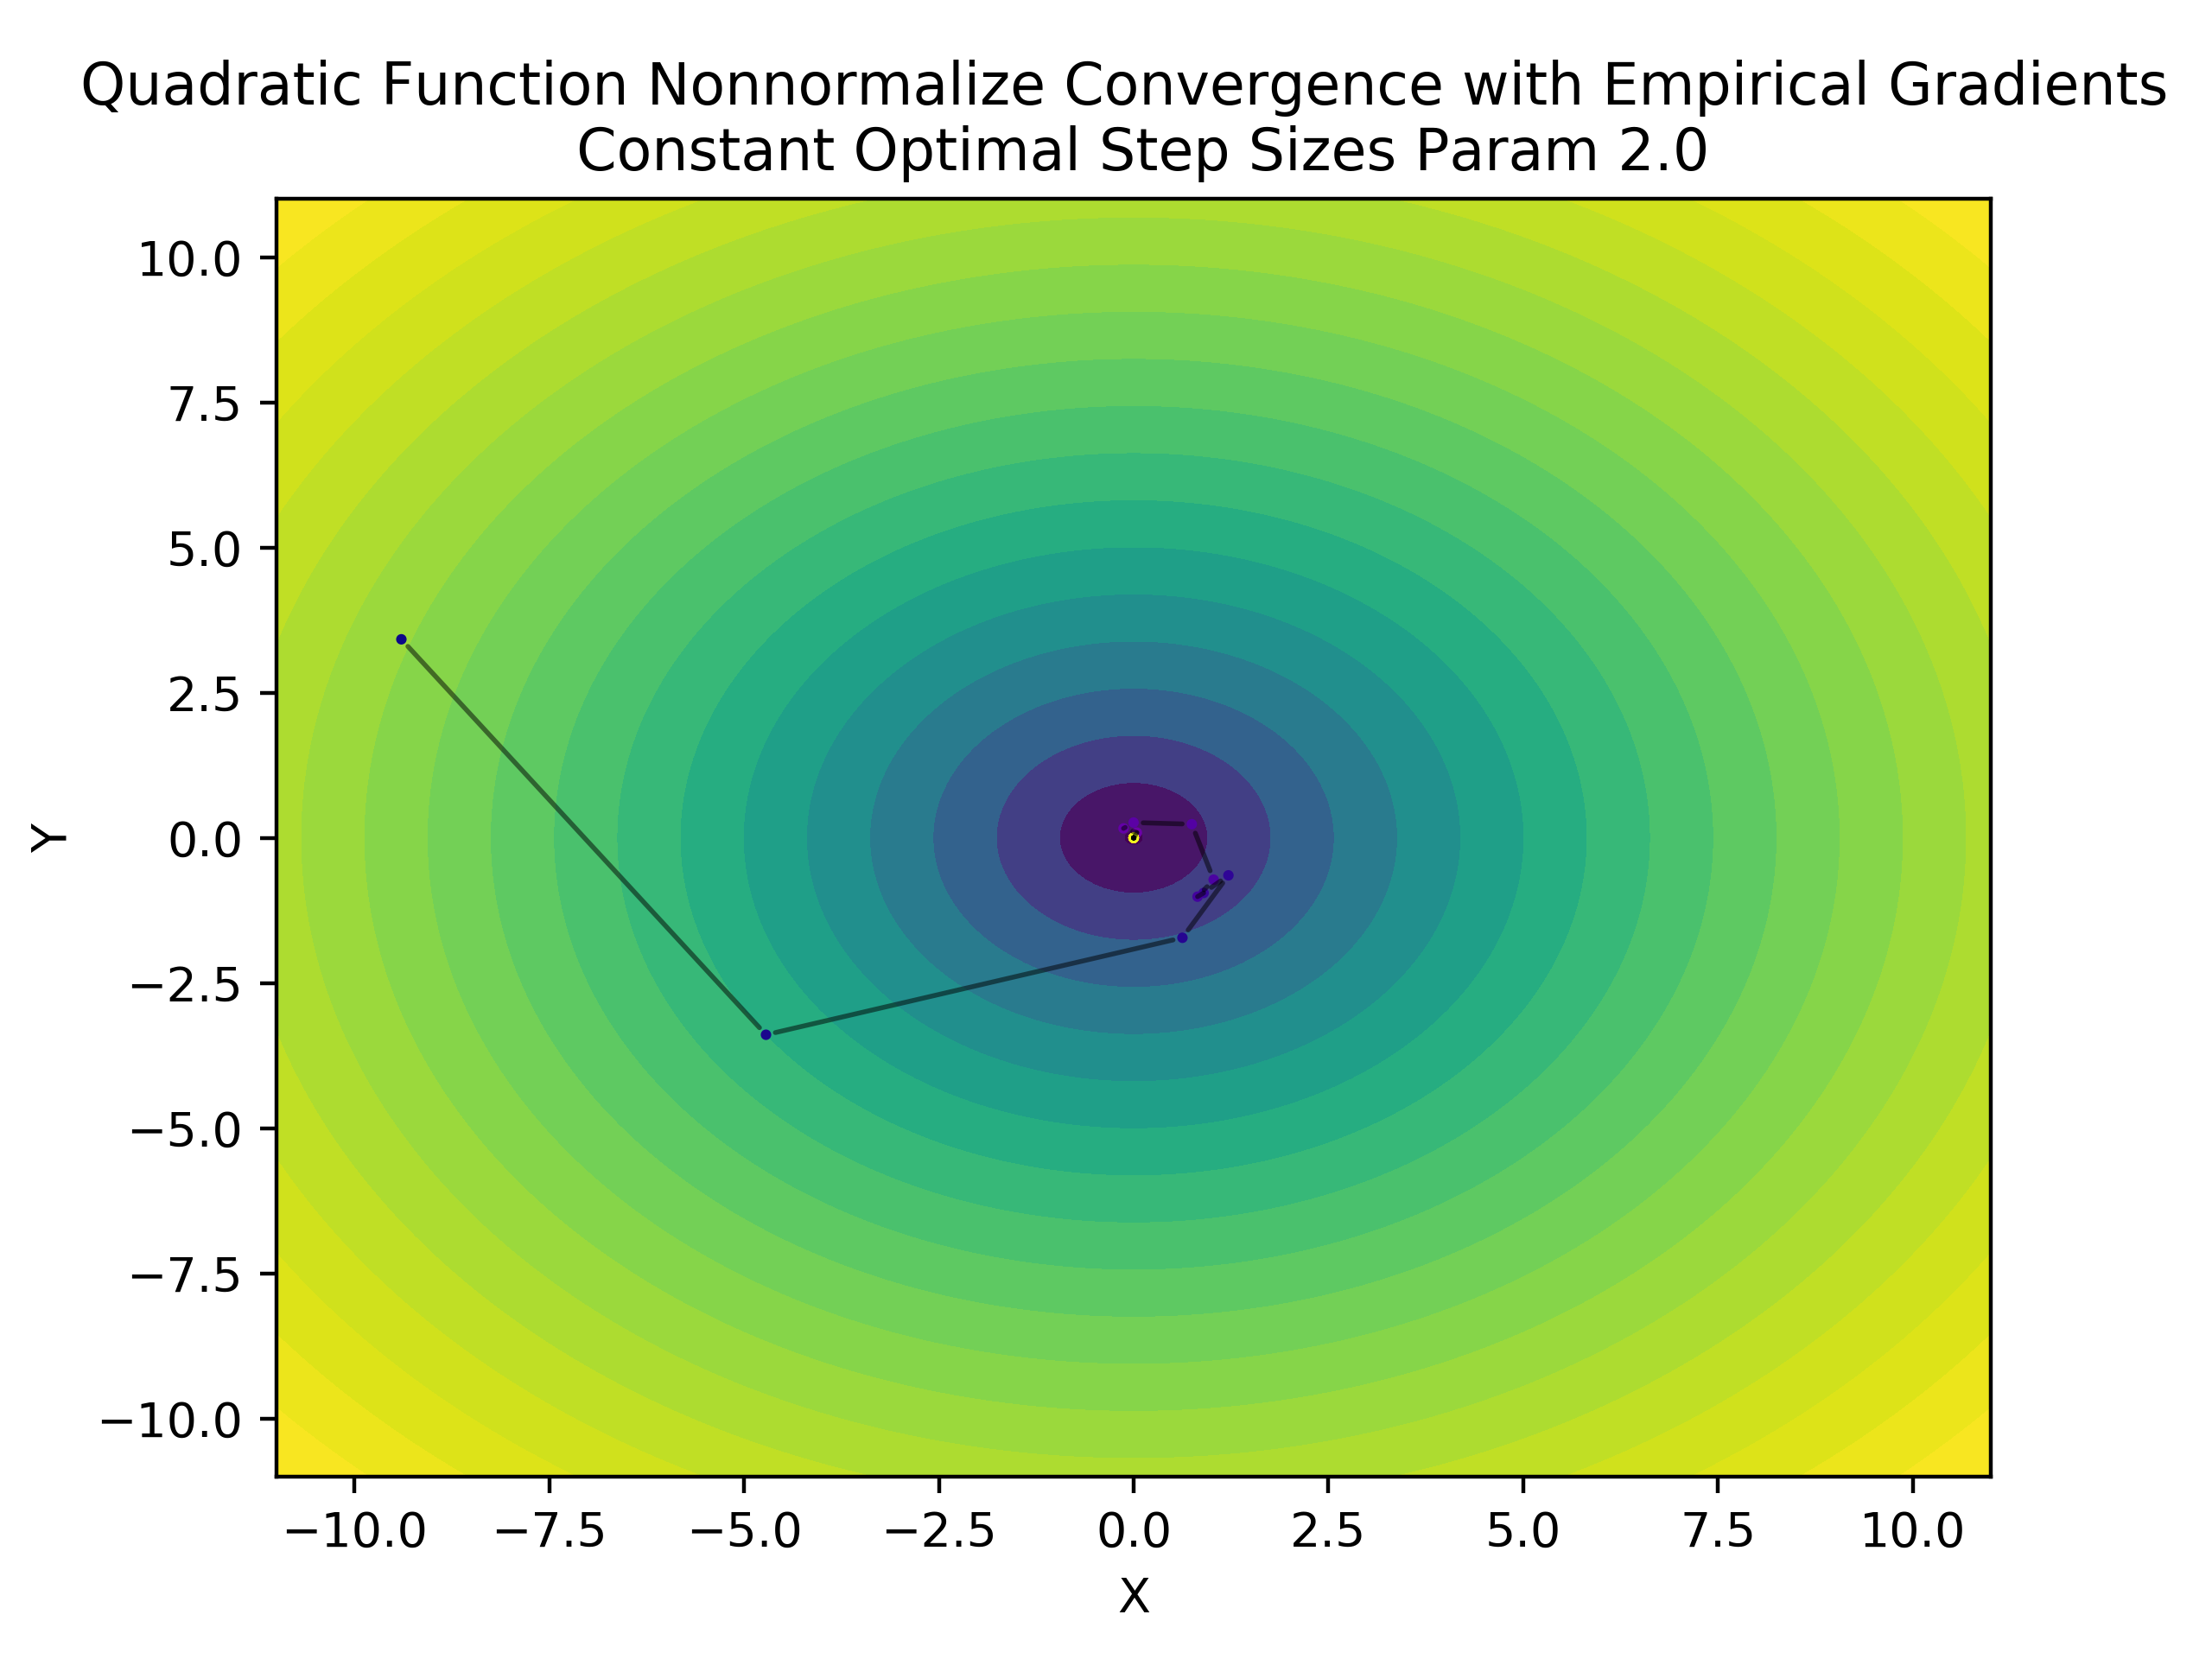 Quadratic Function Nonnormalize Convergence with Empirical Gradients
Constant Optimal Step Sizes Param 2.0
10.0
7.5
5.0
2.5
0.0
−2.5
−5.0
−7.5
−10.0
Y
−10.0 −7.5 −5.0 −2.5 0.0 2.5 5.0 7.5 10.0
X